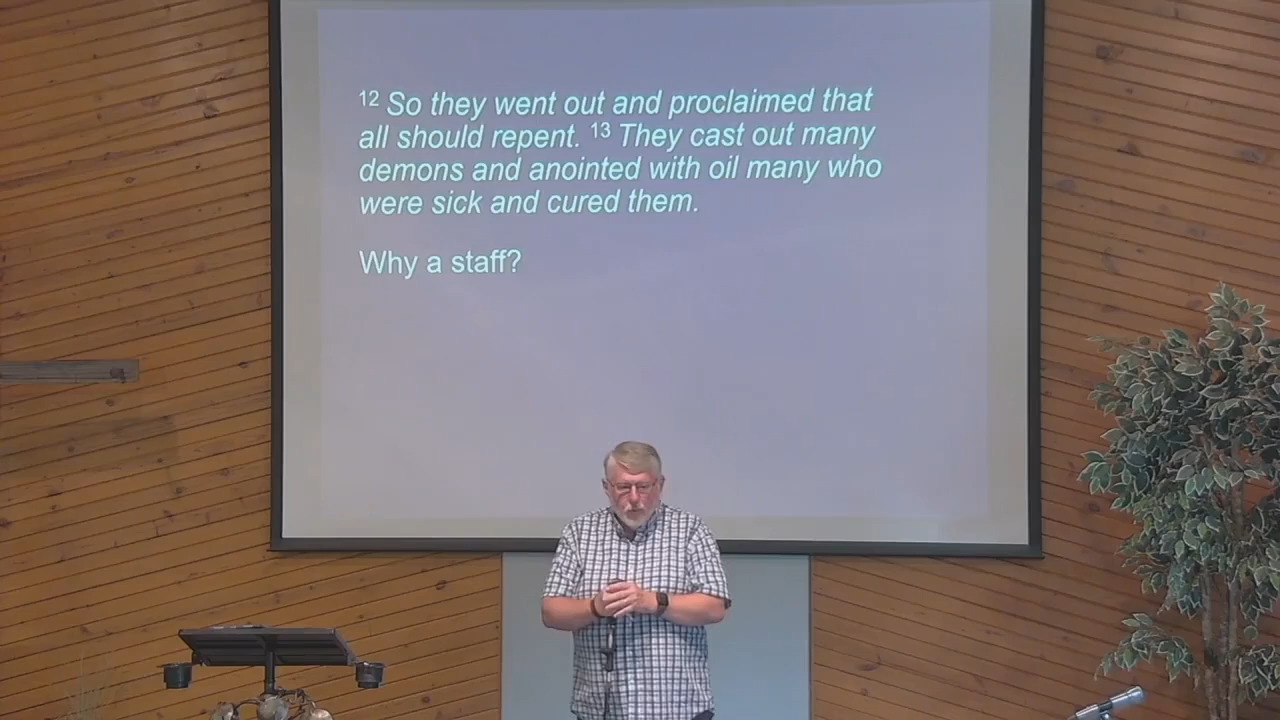 12 So they went out and proclaimed that
all should repent. 13 They cast out many
demons and anointed with oil many who
were sick and cured them.
Why a staff?